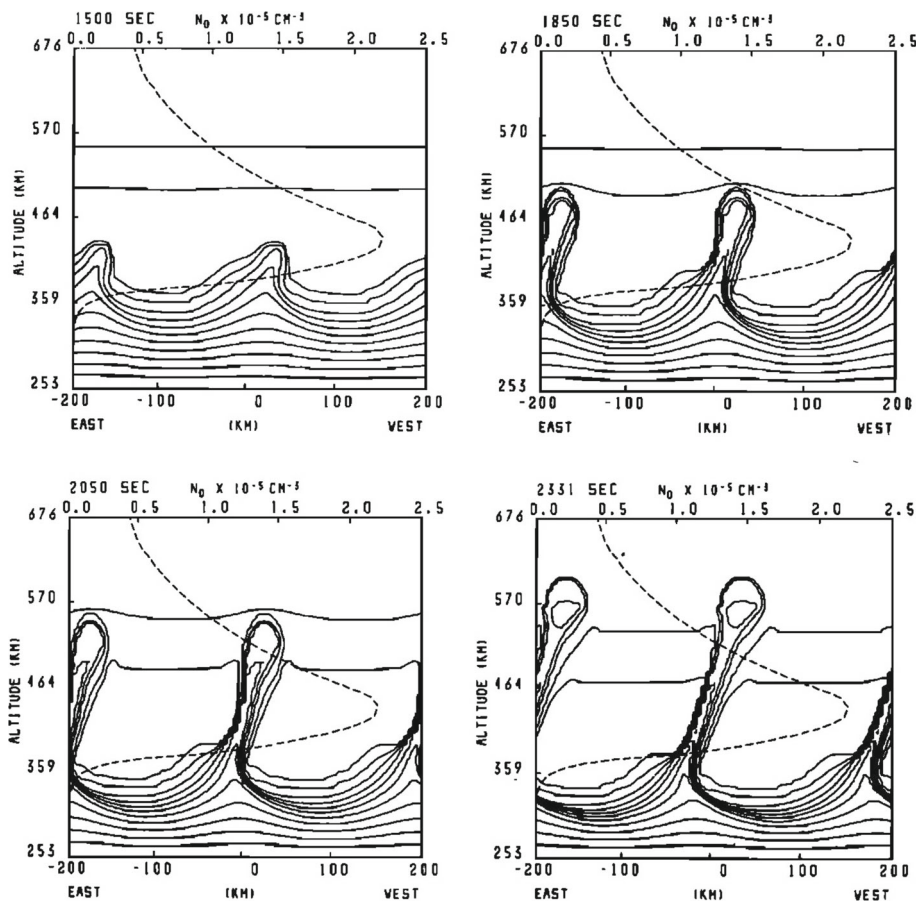 1500 SEC N₀ X 10⁻⁵ CM⁻³
0.0 0.5 1.0 1.5 2.0 2.5
676
570
464
359
253
ALTITUDE (KM)
-200 -100 0 100 200
EAST (KM) WEST
1850 SEC N₀ X 10⁻⁵ CM⁻³
0.0 0.5 1.0 1.5 2.0 2.5
676
570
464
359
253
ALTITUDE (KM)
-200 -100 0 100 200
EAST (KM) WEST
2050 SEC N₀ X 10⁻⁵ CM⁻³
0.0 0.5 1.0 1.5 2.0 2.5
676
570
464
359
253
ALTITUDE (KM)
-200 -100 0 100 200
EAST (KM) WEST
2331 SEC N₀ X 10⁻⁵ CM⁻³
0.0 0.5 1.0 1.5 2.0 2.5
676
570
464
359
253
ALTITUDE (KM)
-200 -100 0 100 200
EAST (KM) WEST